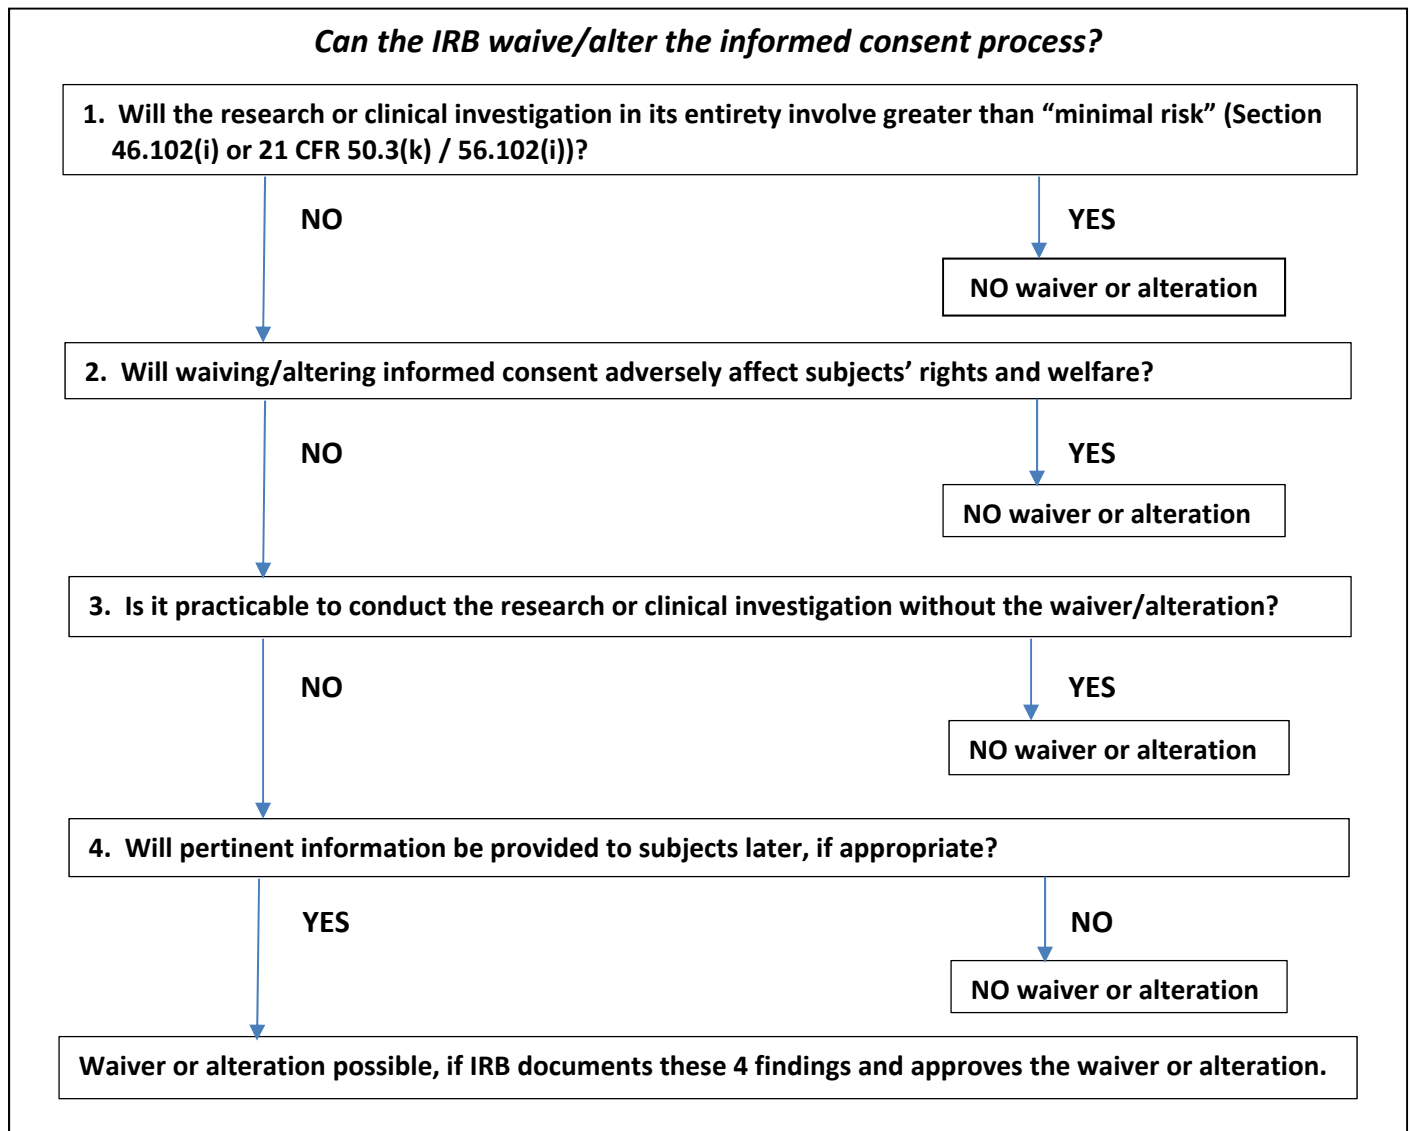 Can the IRB waive/alter the informed consent process?
1. Will the research or clinical investigation in its entirety involve greater than “minimal risk” (Section
46.102(i) or 21 CFR 50.3(k) / 56.102(i))?
NO
YES
NO waiver or alteration
2. Will waiving/altering informed consent adversely affect subjects’ rights and welfare?
NO
YES
NO waiver or alteration
3. Is it practicable to conduct the research or clinical investigation without the waiver/alteration?
NO
YES
NO waiver or alteration
4. Will pertinent information be provided to subjects later, if appropriate?
YES
NO
NO waiver or alteration
Waiver or alteration possible, if IRB documents these 4 findings and approves the waiver or alteration.